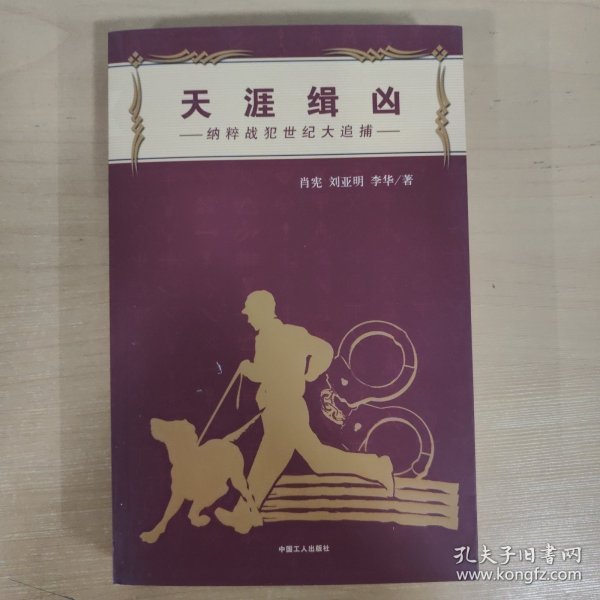 天涯缉凶
—纳粹战犯世纪大追捕—
肖宪 刘亚明 李华/著
中国工人出版社
孔夫子旧书网
www.kongfz.com